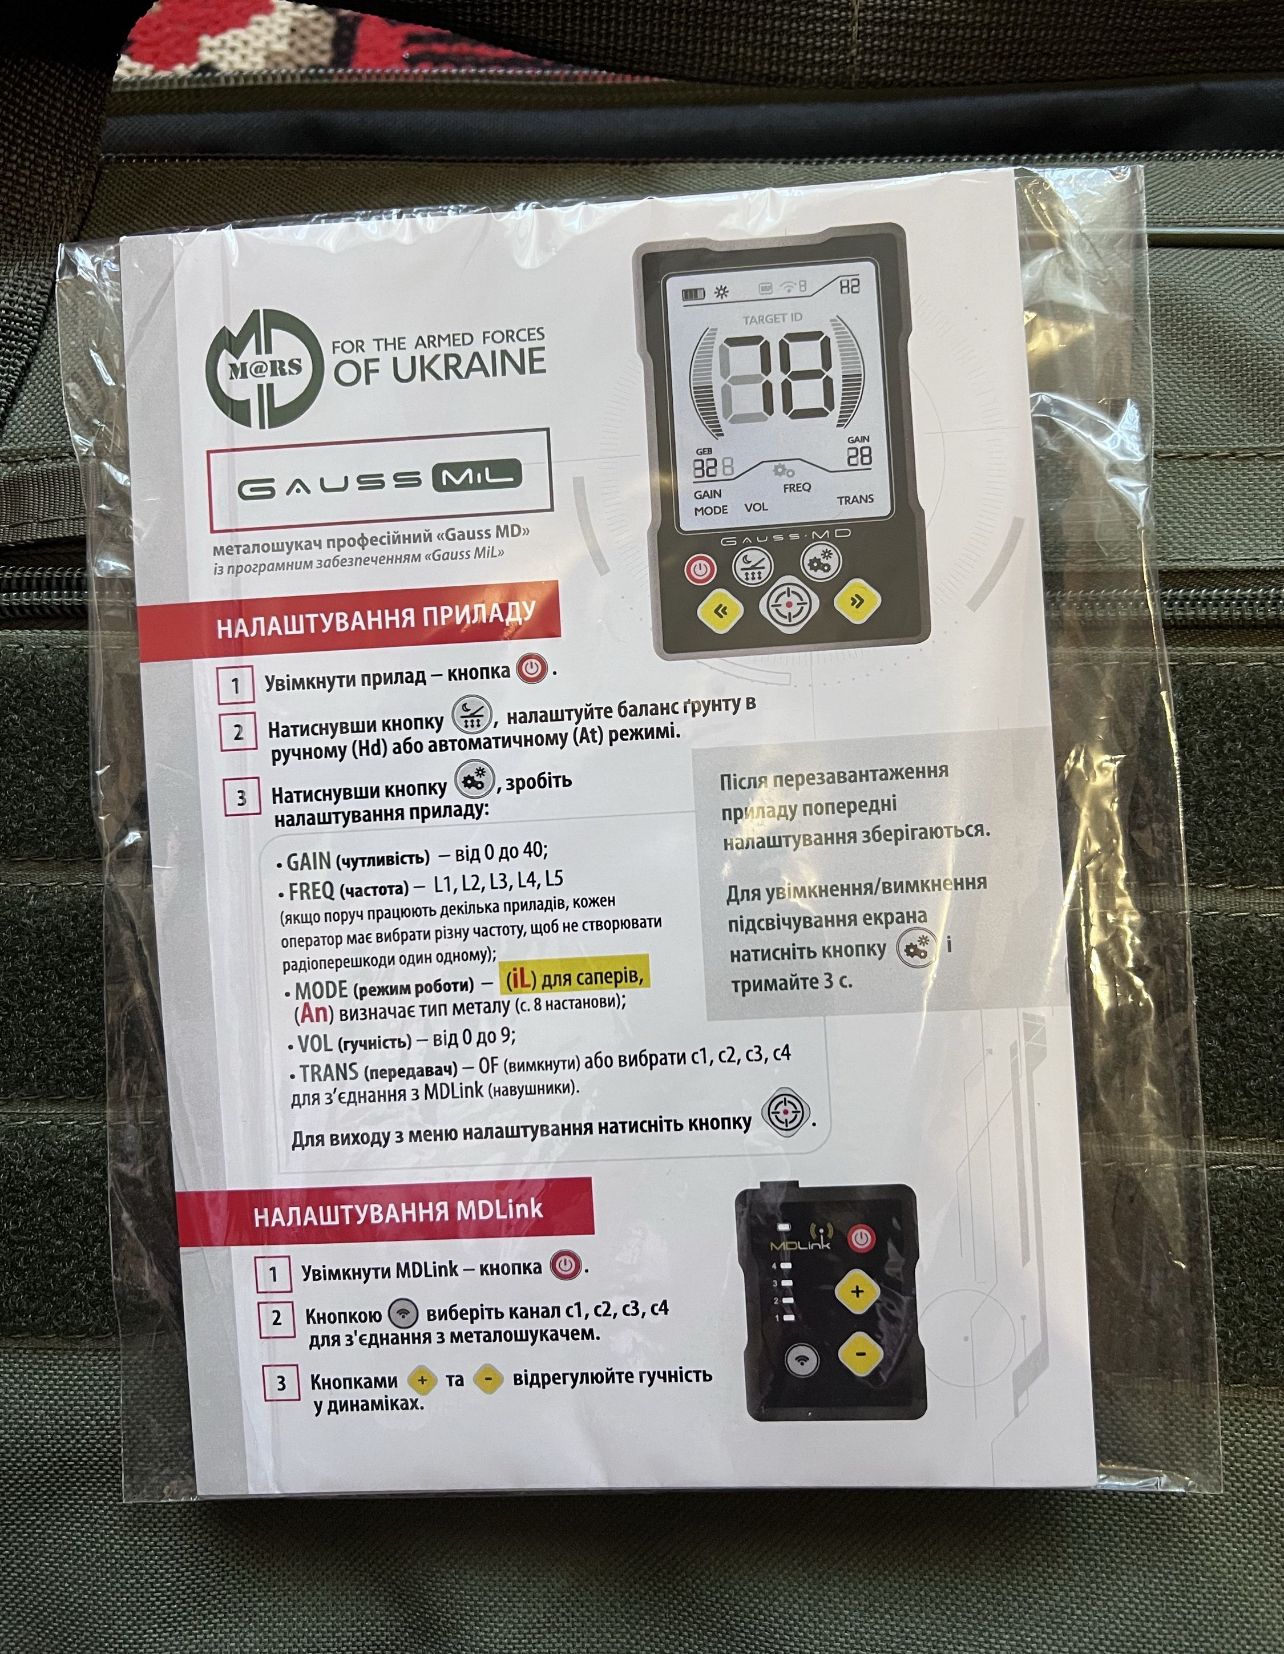 FOR THE ARMED FORCES
OF UKRAINE
M@RS
GAUSS MiL
металошукач професійний «Gauss MD»
із програмним забезпеченням «Gauss MiL»
82
TARGET ID
78
GEB
328
GAIN
28
GAIN
FREQ
MODE
VOL
TRANS
GAUSS·MD
НАЛАШТУВАННЯ ПРИЛАДУ
1 Увімкнути прилад – кнопка .
2 Натиснувши кнопку , налаштуйте баланс ґрунту в
ручному (Hd) або автоматичному (At) режимі.
3 Натиснувши кнопку , зробіть
налаштування приладу:
• GAIN (чутливість) – від 0 до 40;
• FREQ (частота) – L1, L2, L3, L4, L5
(якщо поруч працюють декілька приладів, кожен
оператор має вибрати різну частоту, щоб не створювати
радіоперешкоди один одному);
• MODE (режим роботи) – (iL) для саперів,
(An) визначає тип металу (с. 8 настанови);
• VOL (гучність) – від 0 до 9;
• TRANS (передавач) – OF (вимкнути) або вибрати c1, c2, c3, c4
для з’єднання з MDLink (навушники).
Для виходу з меню налаштування натисніть кнопку .
Після перезавантаження
приладу попередні
налаштування зберігаються.
Для увімкнення/вимкнення
підсвічування екрана
натисніть кнопку і
тримайте 3 с.
НАЛАШТУВАННЯ MDLink
1 Увімкнути MDLink – кнопка .
2 Кнопкою виберіть канал c1, c2, c3, c4
для з'єднання з металошукачем.
3 Кнопками + та - відрегулюйте гучність
у динаміках.
MDLink
4
3
2
1
+
-